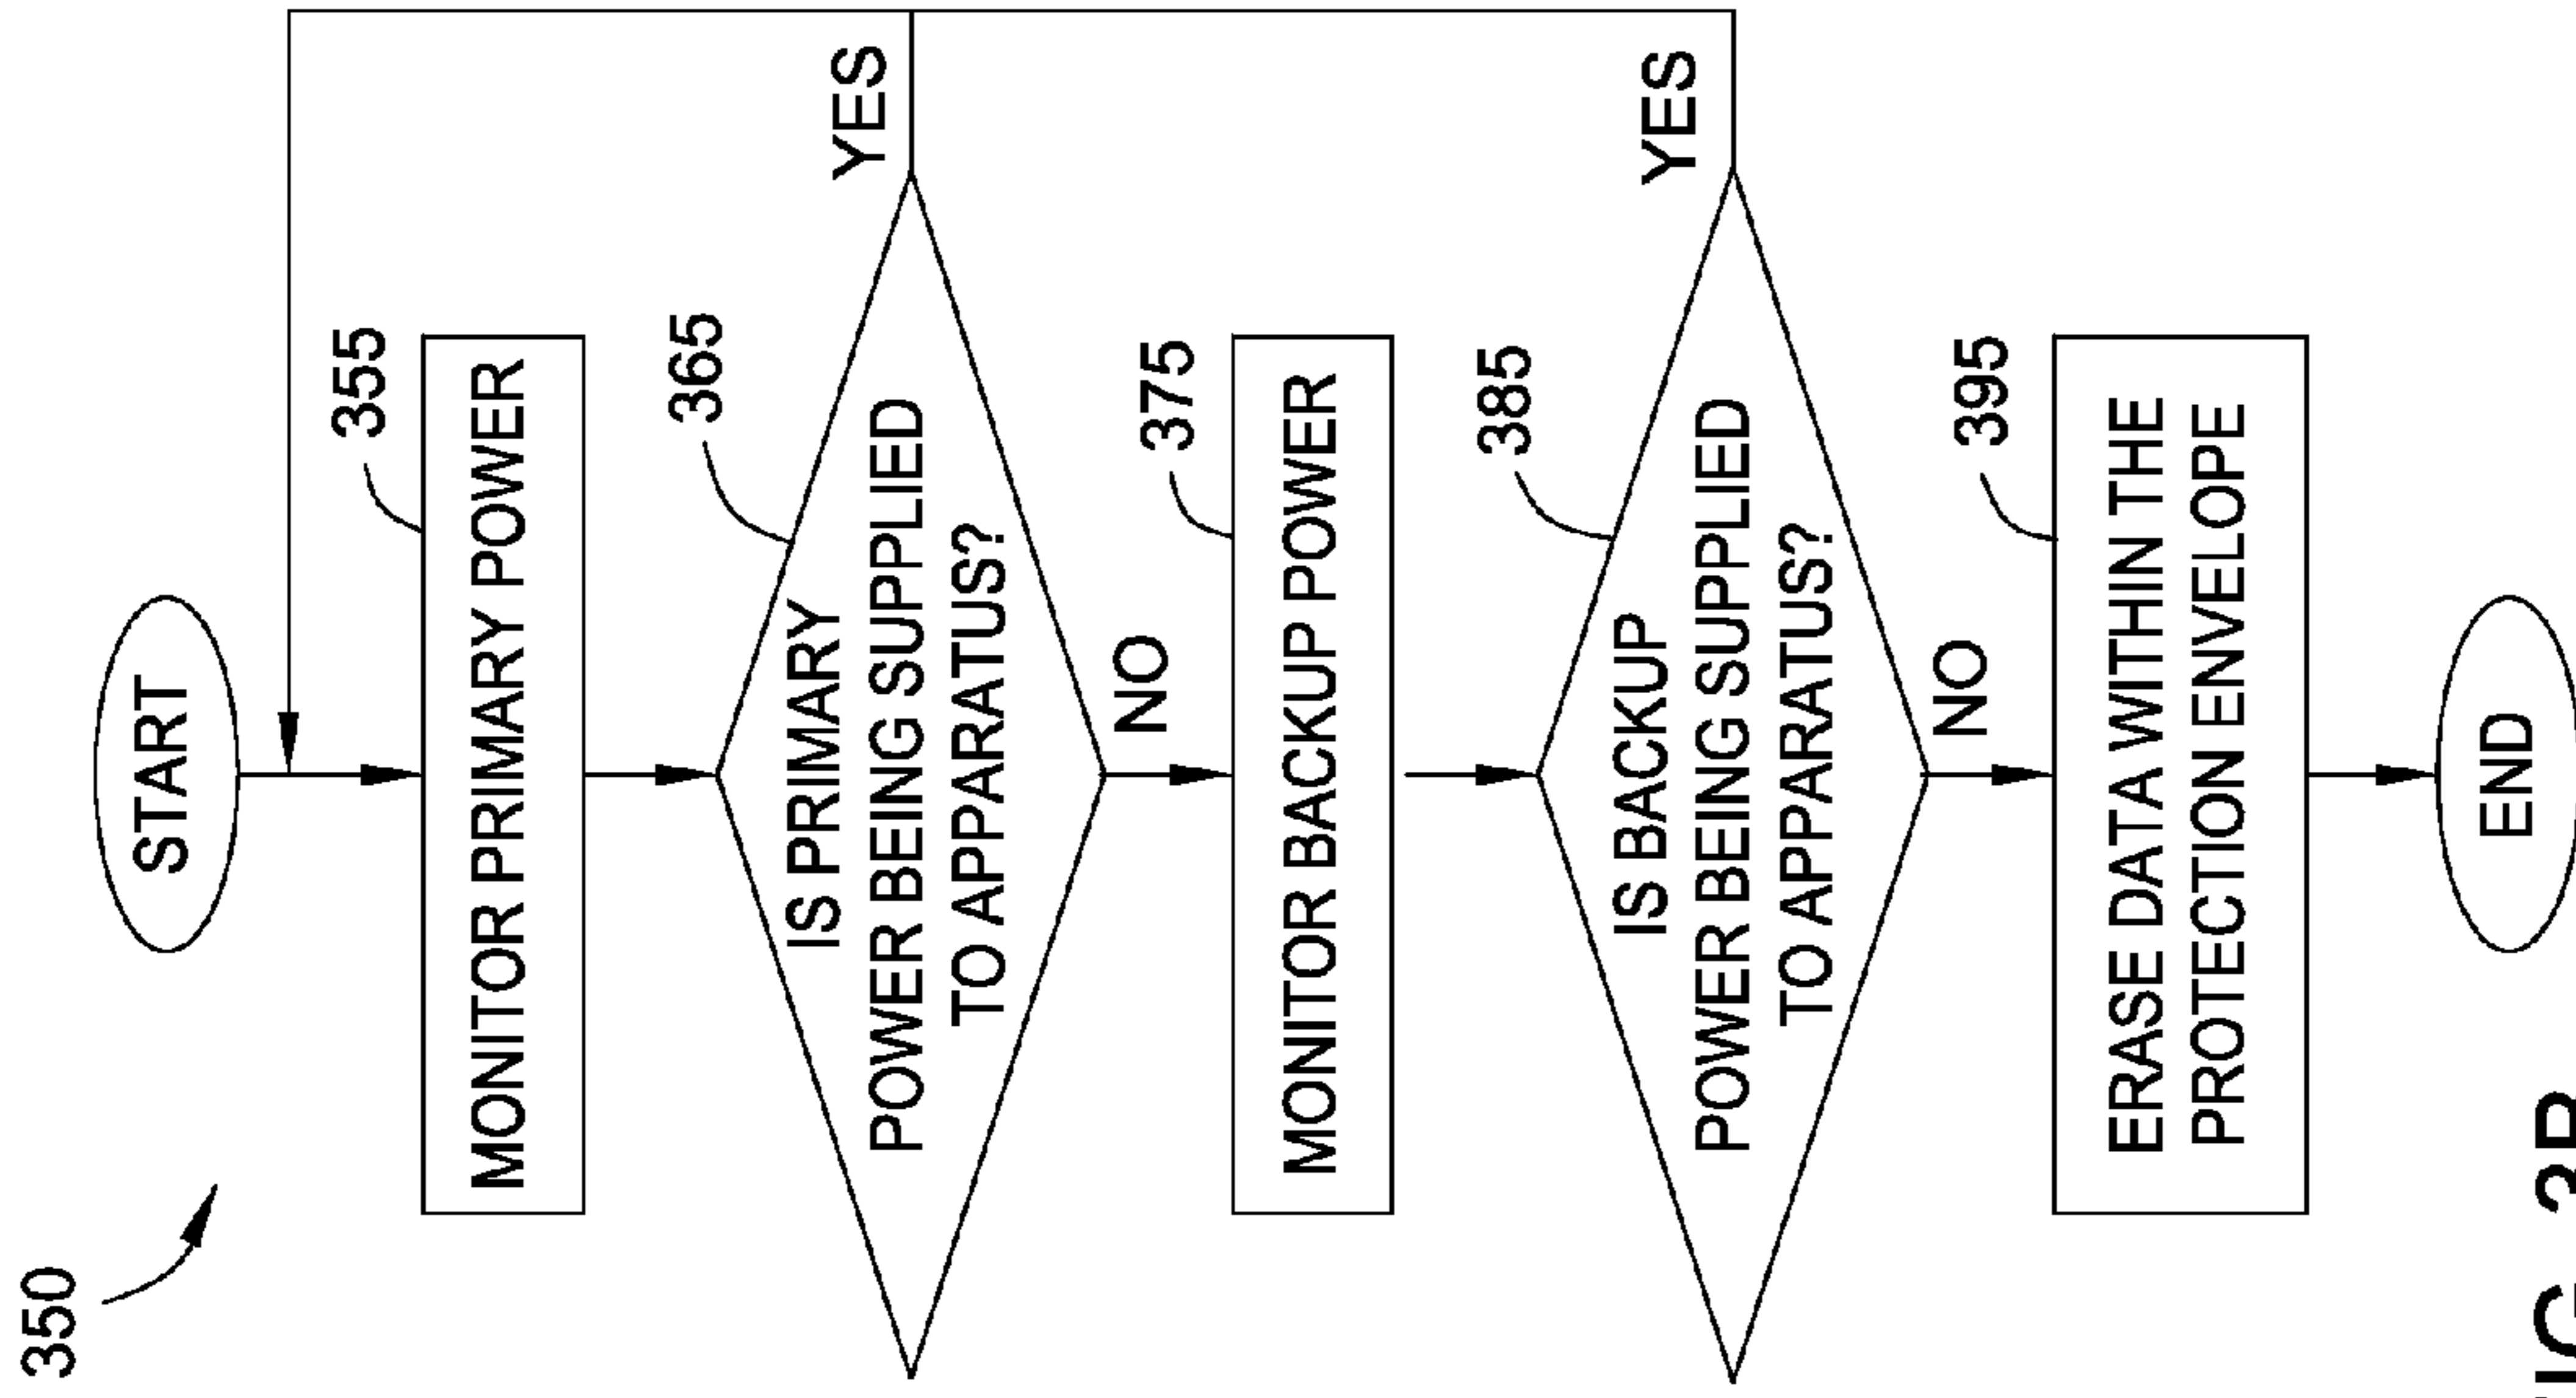 350
START
355
MONITOR PRIMARY POWER
365
IS PRIMARY
POWER BEING SUPPLIED
TO APPARATUS?
YES
NO
375
MONITOR BACKUP POWER
385
IS BACKUP
POWER BEING SUPPLIED
TO APPARATUS?
YES
NO
395
ERASE DATA WITHIN THE
PROTECTION ENVELOPE
END